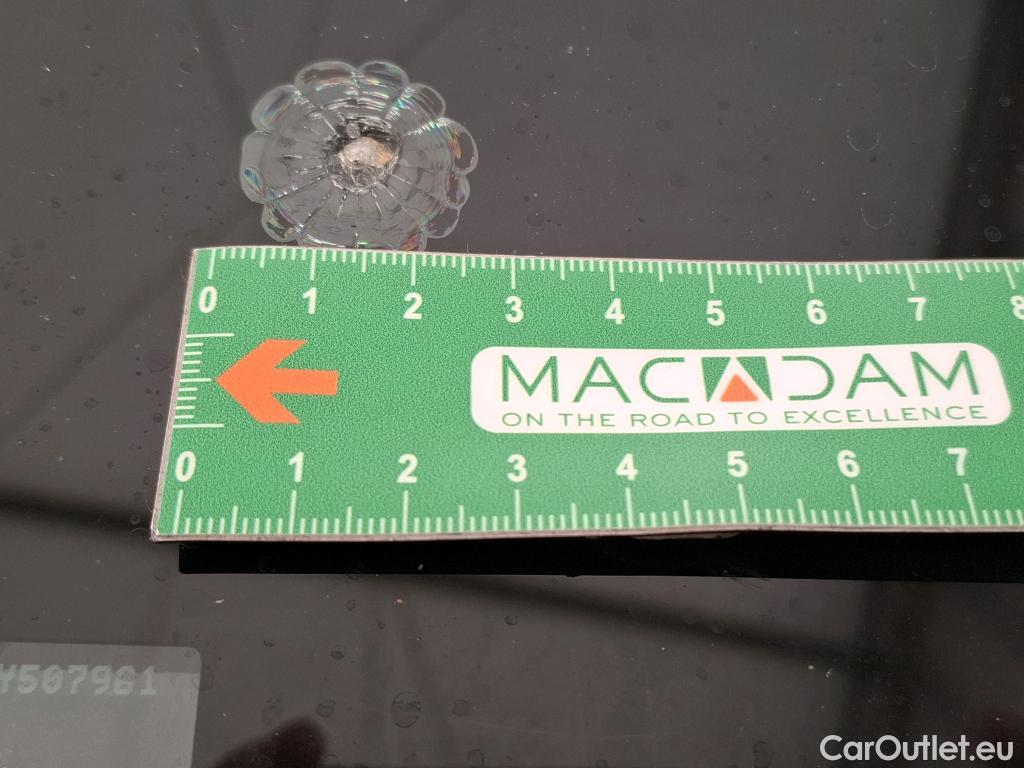 0 1 2 3 4 5 6 7 8
MACADAM
ON THE ROAD TO EXCELLENCE
0 1 2 3 4 5 6 7
Y507961
CarOutlet.eu